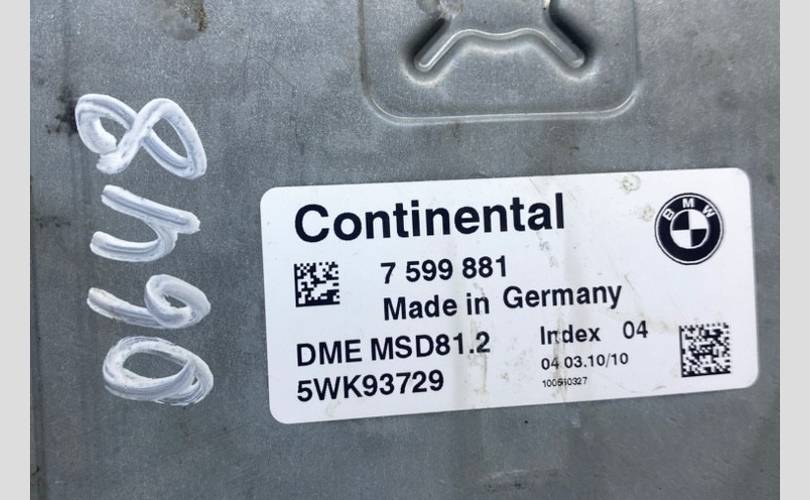 0648
Continental
BMW
7 599 881
Made in Germany
DME MSD81.2
Index 04
5WK93729
04.03.10/10